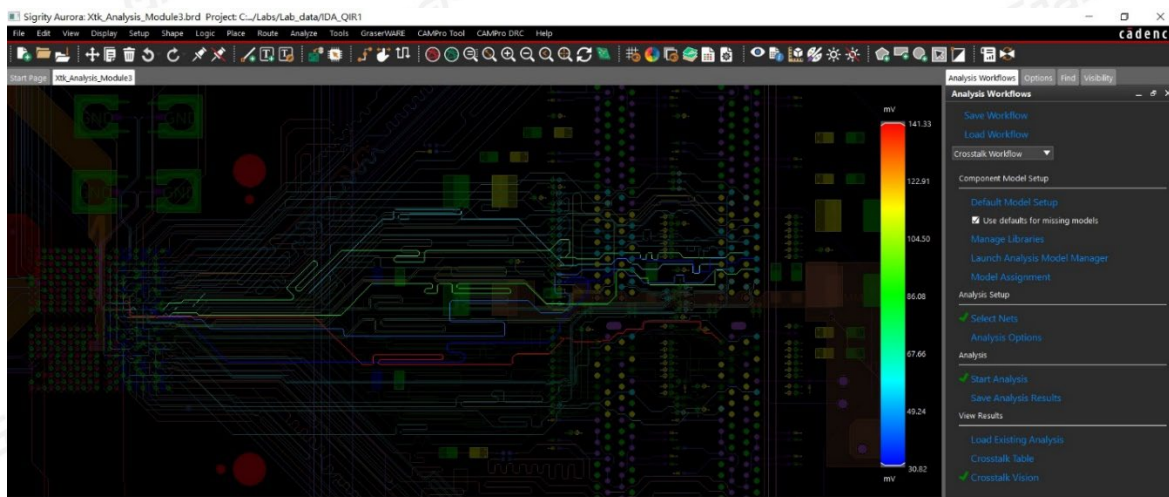 Sigrity Aurora: Xtk_Analysis_Module3.brd Project: C:../Labs/Lab_data/IDA_QIR1
File Edit View Display Setup Shape Logic Place Route Analyze Tools GraserWARE CAMPro Tool CAMPro DRC Help
cādenc
Start Page Xtk_Analysis_Module3
Analysis Workflows Options Find Visibility
Analysis Workflows
Save Workflow
Load Workflow
Crosstalk Workflow
Component Model Setup
Default Model Setup
Use defaults for missing models
Manage Libraries
Launch Analysis Model Manager
Model Assignment
Analysis Setup
Select Nets
Analysis Options
Analysis
Start Analysis
Save Analysis Results
View Results
Load Existing Analysis
Crosstalk Table
Crosstalk Vision
mV
141.33
122.91
104.50
86.08
67.66
49.24
30.82
mV
GND
GND